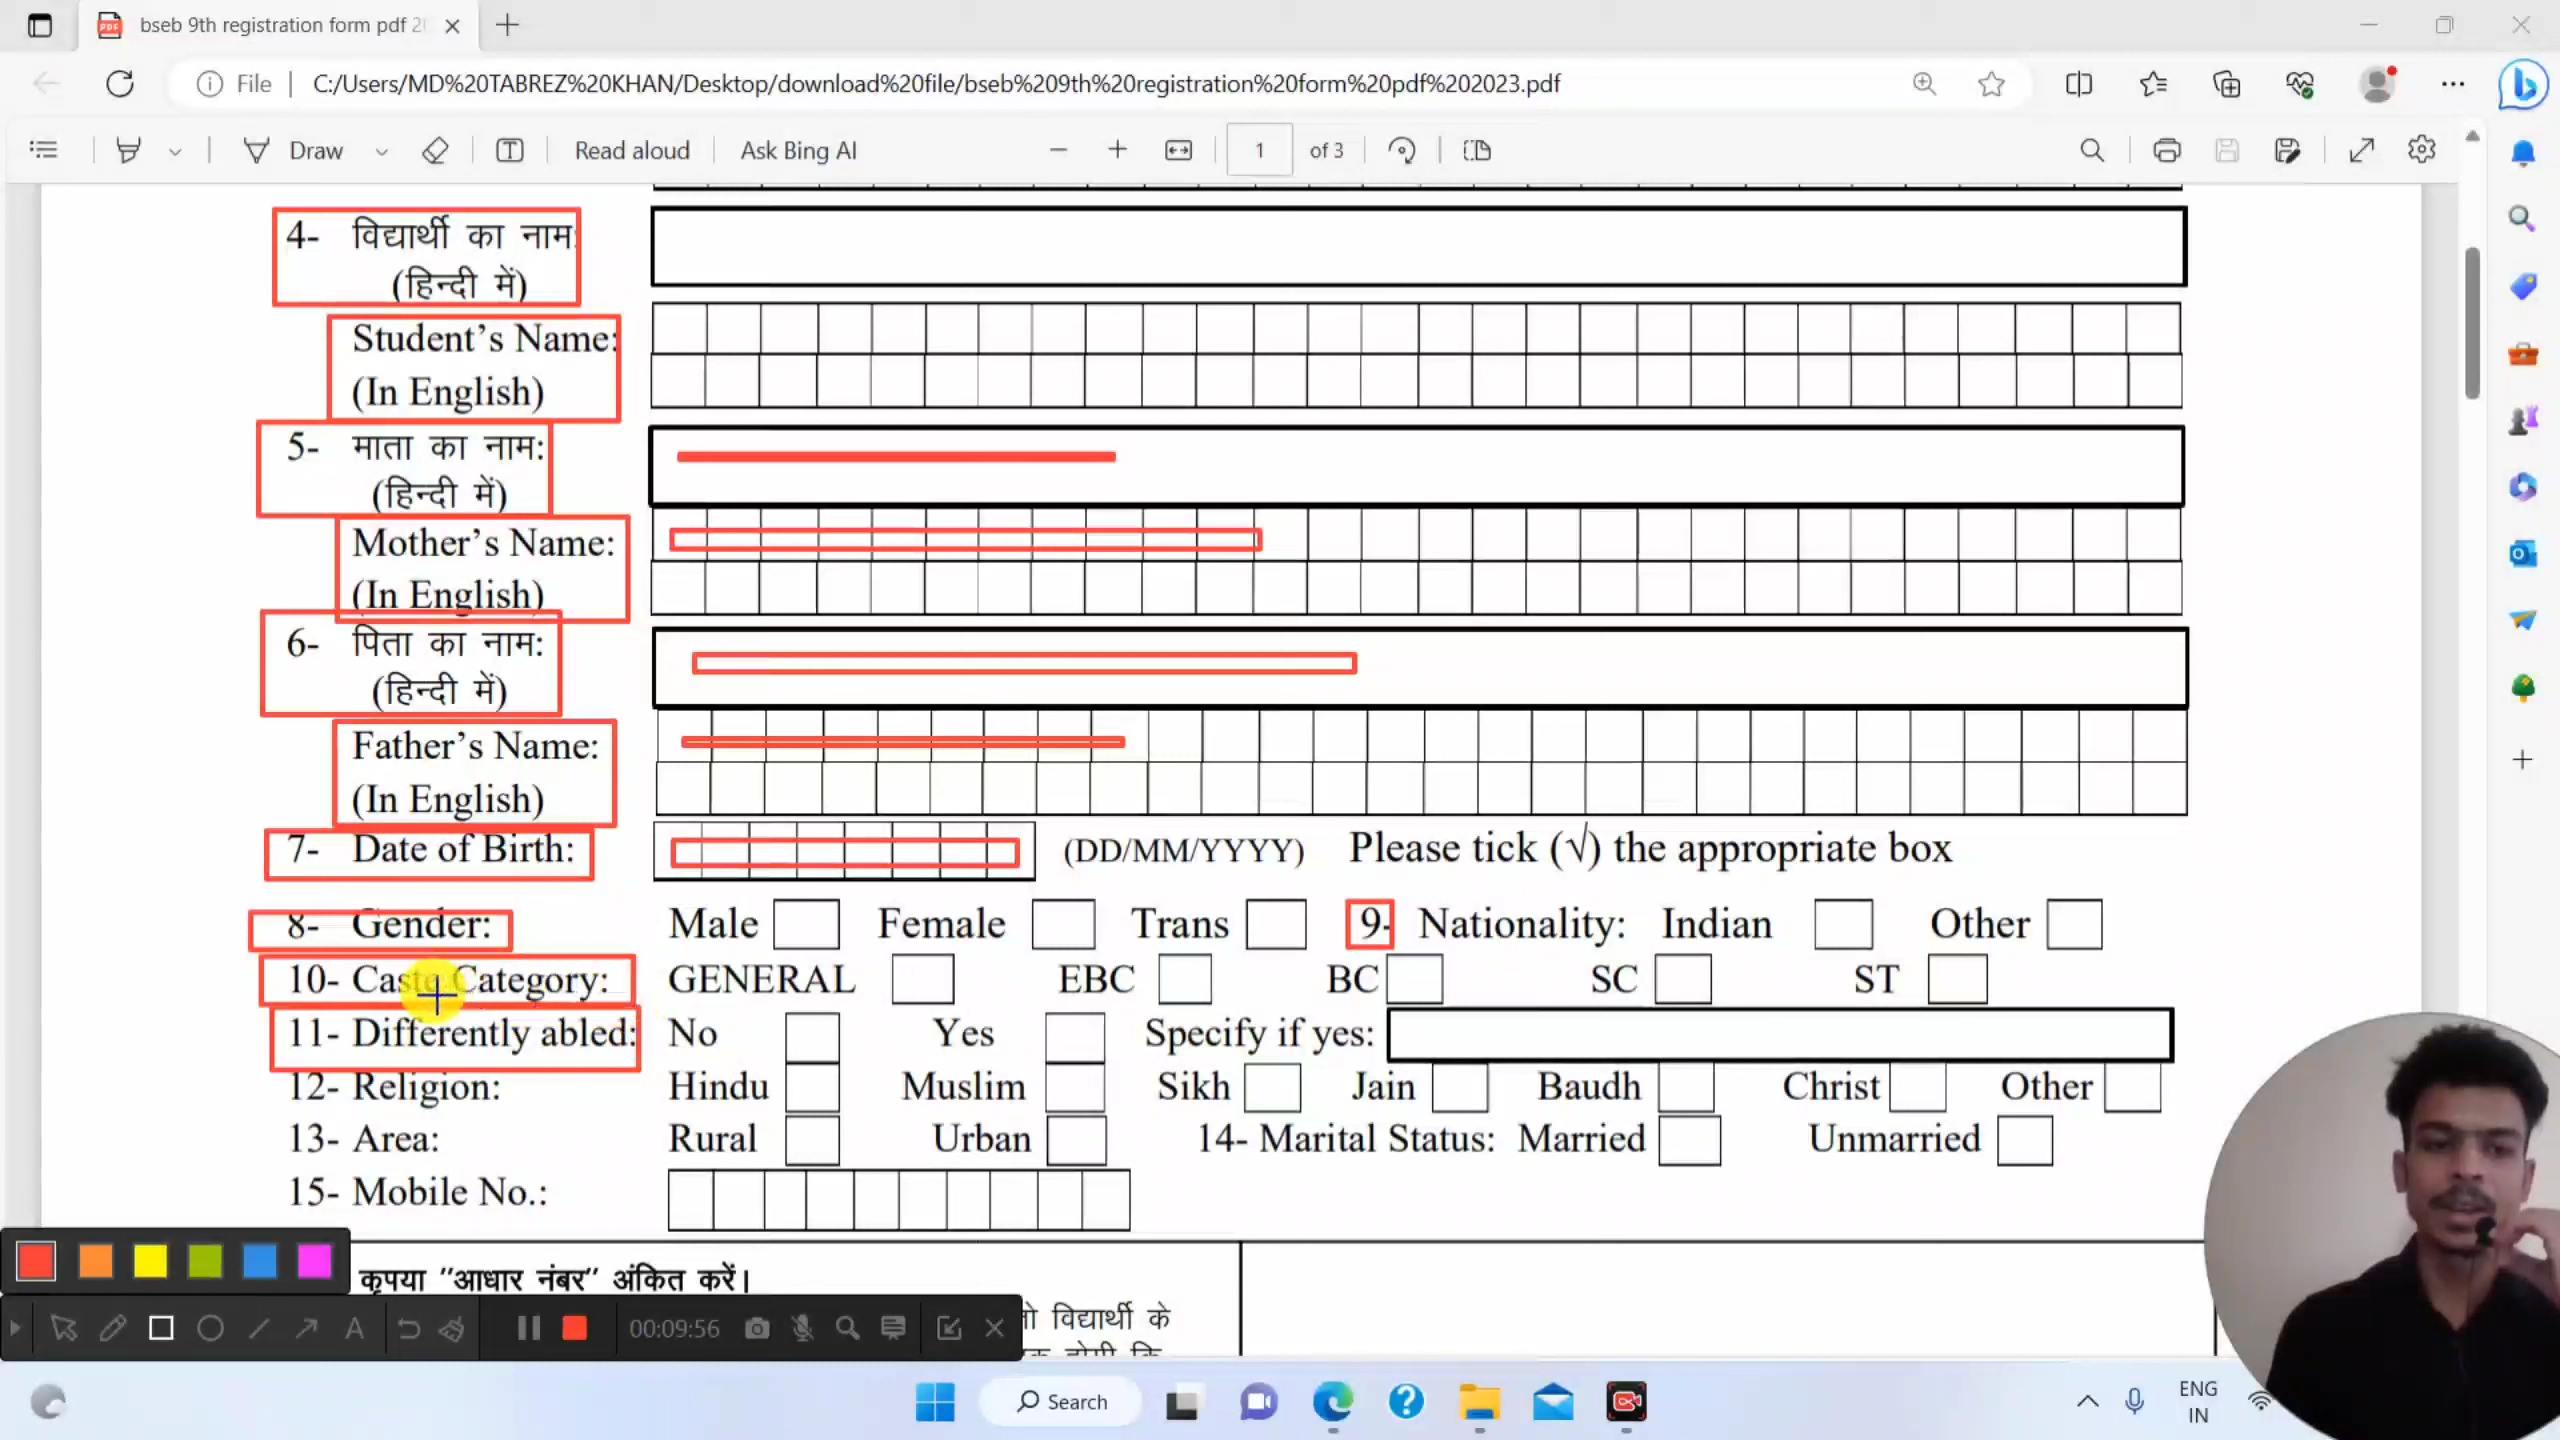 bseb 9th registration form pdf 2
File
C:/Users/MD%20TABREZ%20KHAN/Desktop/download%20file/bseb%209th%20registration%20form%20pdf%202023.pdf
Draw Read aloud Ask Bing AI 1 of 3
4- विद्यार्थी का नाम:
(हिन्दी में)
Student’s Name:
(In English)
5- माता का नाम:
(हिन्दी में)
Mother’s Name:
(In English)
6- पिता का नाम:
(हिन्दी में)
Father’s Name:
(In English)
7- Date of Birth: (DD/MM/YYYY) Please tick (√) the appropriate box
8- Gender: Male Female Trans 9- Nationality: Indian Other
10- Caste Category: GENERAL EBC BC SC ST
11- Differently abled: No Yes Specify if yes:
12- Religion: Hindu Muslim Sikh Jain Baudh Christ Other
13- Area: Rural Urban 14- Marital Status: Married Unmarried
15- Mobile No.:
कृपया ”आधार नंबर” अंकित करें।
विद्यार्थी के
00:09:56
Search
ENG
IN